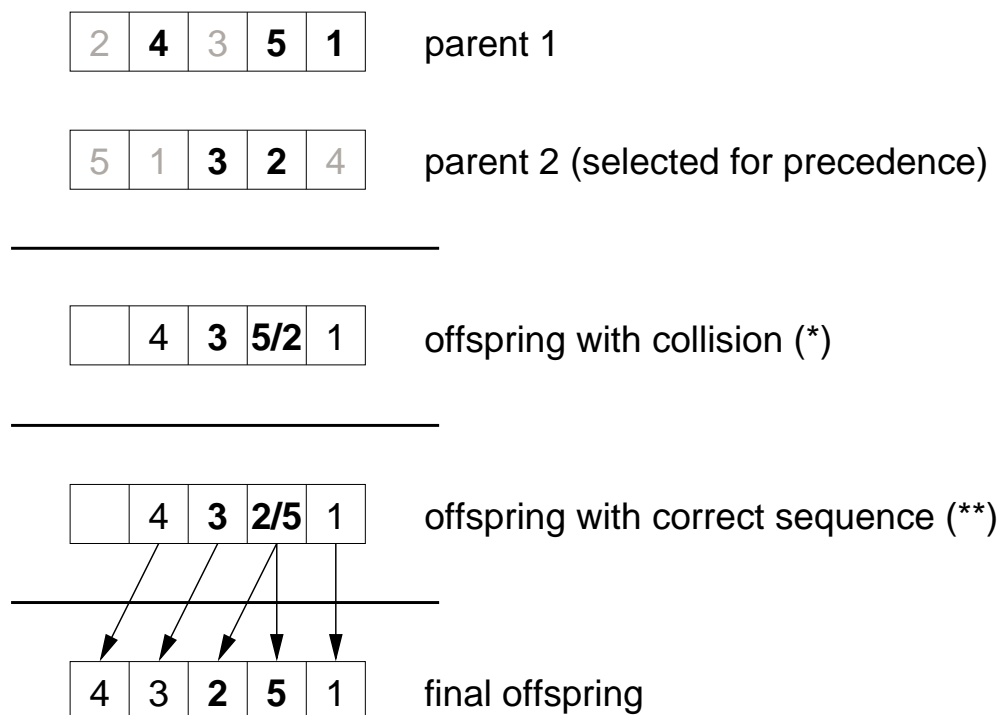 2 4 3 5 1 parent 1
5 1 3 2 4 parent 2 (selected for precedence)
4 3 5/2 1 offspring with collision (*)
4 3 2/5 1 offspring with correct sequence (**)
4 3 2 5 1 final offspring